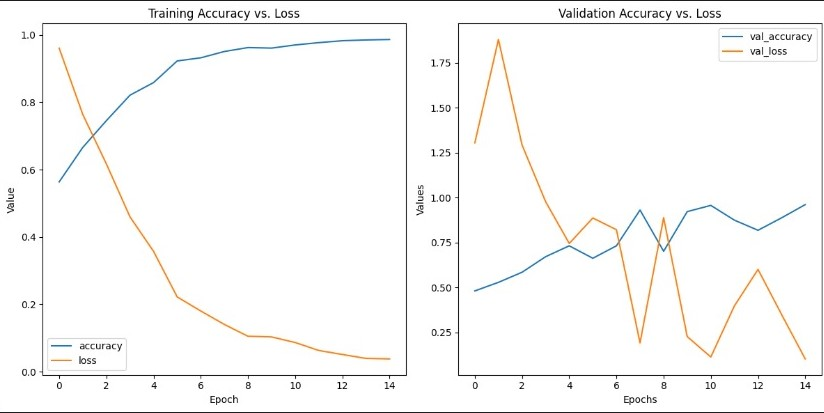 Training Accuracy vs. Loss
1.0
0.8
0.6
0.4
0.2
0.0
Value
accuracy
loss
0 2 4 6 8 10 12 14
Epoch
Validation Accuracy vs. Loss
val_accuracy
val_loss
1.75
1.50
1.25
1.00
0.75
0.50
0.25
Values
0 2 4 6 8 10 12 14
Epochs